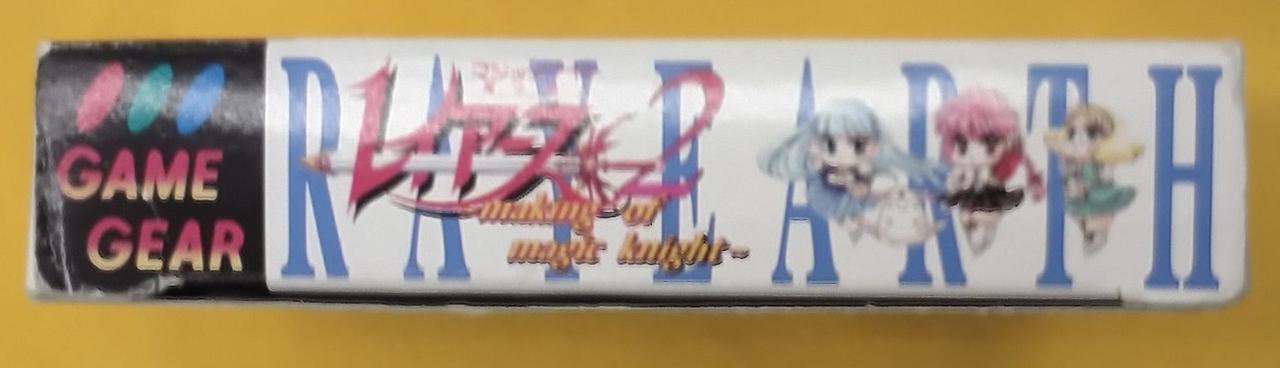 GAME
GEAR
RAYEARTH
レイアース2
-making of
magic knight-